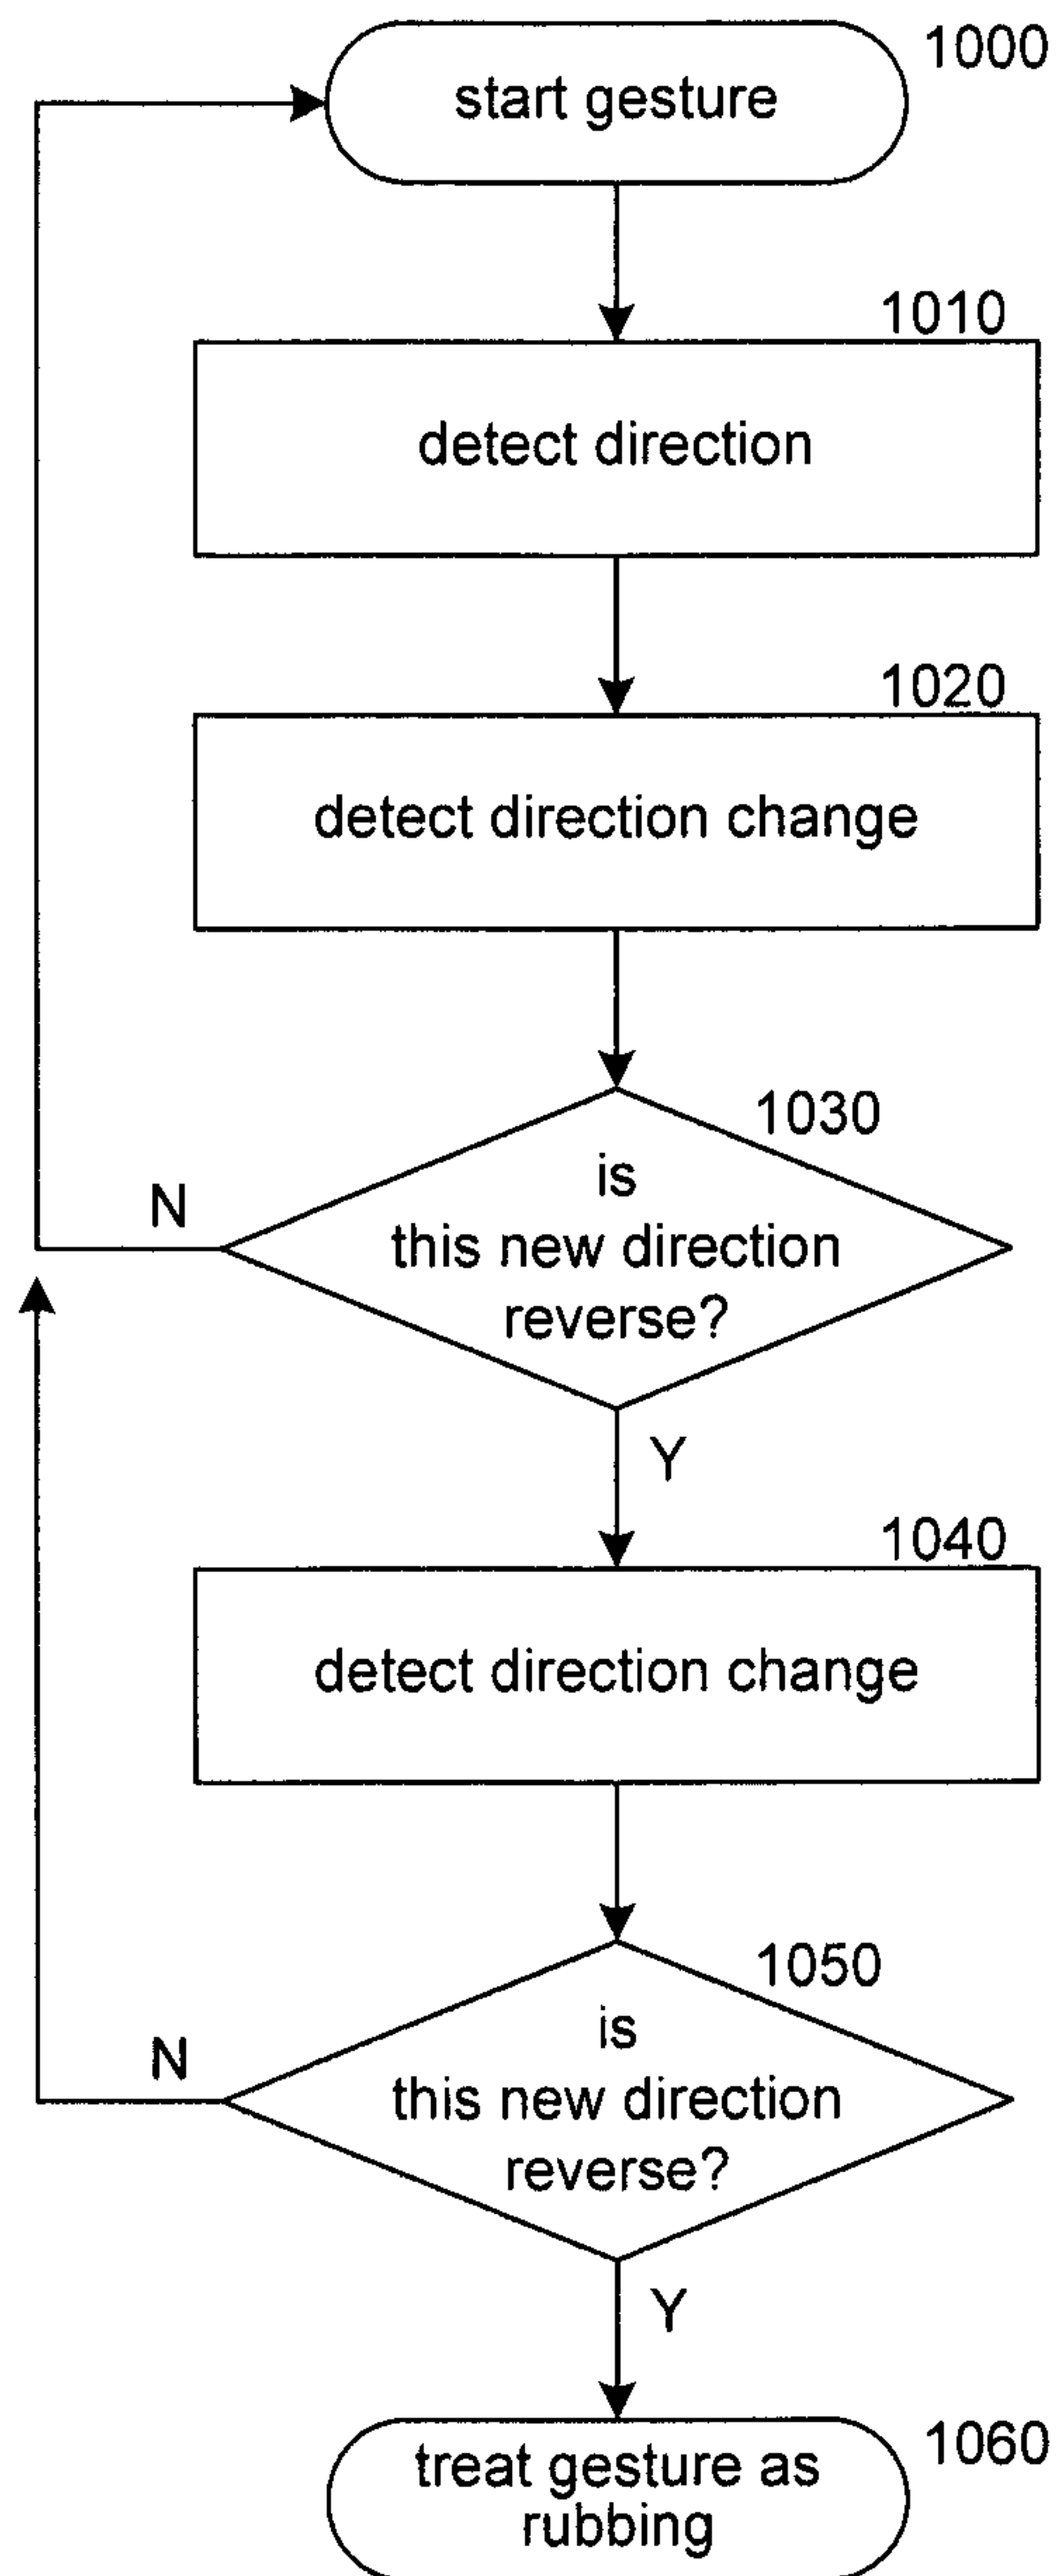 1000
start gesture
1010
detect direction
1020
detect direction change
1030
is
this new direction
reverse?
N
Y
1040
detect direction change
1050
is
this new direction
reverse?
N
Y
1060
treat gesture as
rubbing